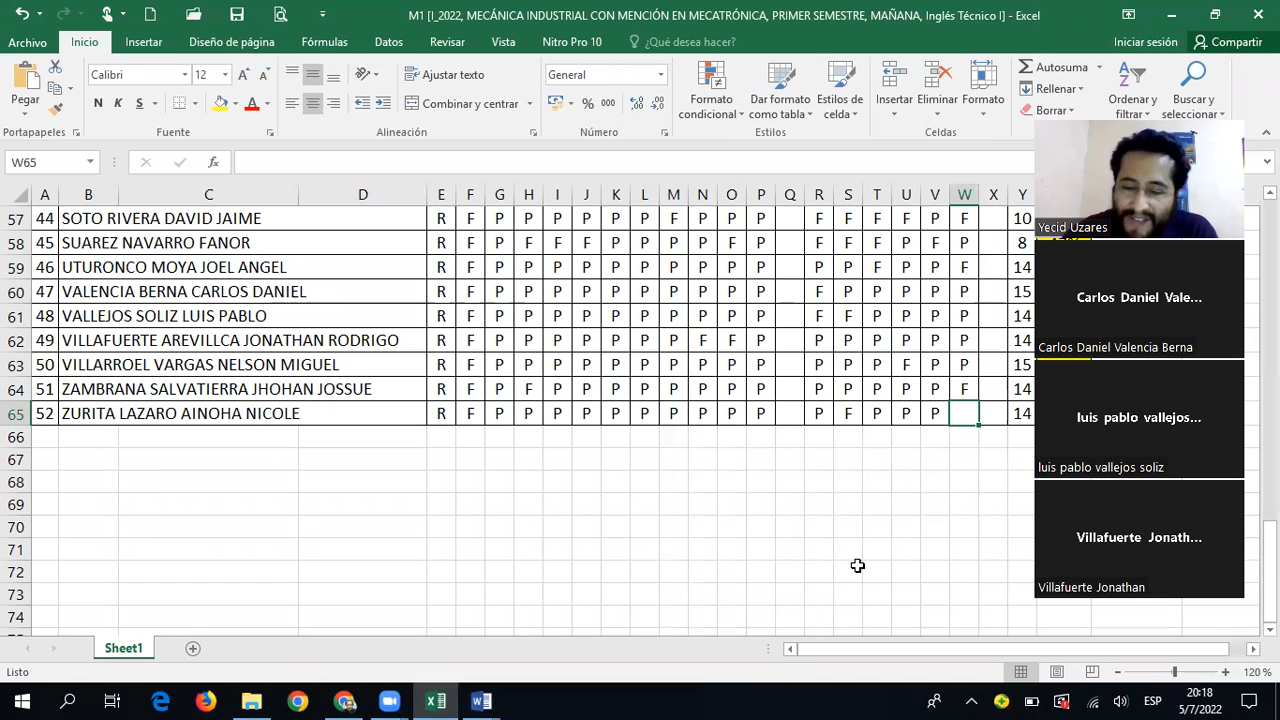 M1 [I_2022, MECÁNICA INDUSTRIAL CON MENCIÓN EN MECATRÓNICA, PRIMER SEMESTRE, MAÑANA, Inglés Técnico I] - Excel
Archivo Inicio Insertar Diseño de página Fórmulas Datos Revisar Vista Nitro Pro 10 ¿Qué desea hacer? Iniciar sesión Compartir
Calibri 12 Ajustar texto General Autosuma
Pegar Formato condicional Dar formato como tabla Estilos de celda Insertar Eliminar Formato Rellenar Ordenar y filtrar Buscar y seleccionar
N K S Combinar y centrar % 000 Borrar
Portapapeles Fuente Alineación Número Estilos Celdas
W65 fx
A B C D E F G H I J K L M N O P Q R S T U V W X Y
57 44 SOTO RIVERA DAVID JAIME R F P P P P P P F P P P F F F F P F 10
58 45 SUAREZ NAVARRO FANOR R F P F F F P P P P F P F P F P F P 8
59 46 UTURONCO MOYA JOEL ANGEL R F P P P P P P P P P P P P F P P F 14
60 47 VALENCIA BERNA CARLOS DANIEL R F P P P P P P P P P P F P P P P P 15
61 48 VALLEJOS SOLIZ LUIS PABLO R F P P P P P P P P P P F F P P P P 14
62 49 VILLAFUERTE AREVILLCA JONATHAN RODRIGO R F P P P P P P P F F P P P P P P P 14
63 50 VILLARROEL VARGAS NELSON MIGUEL R F P P P P P P P P P P P P P F P P 15
64 51 ZAMBRANA SALVATIERRA JHOHAN JOSSUE R F P F P P P P P P P P P P P P P F 14
65 52 ZURITA LAZARO AINOHA NICOLE R F P P P P P P P P P P P F P P P 14
66
67
68
69
70
71
72
73
74
Yecid Uzares
Carlos Daniel Vale...
Carlos Daniel Valencia Berna
luis pablo vallejos...
luis pablo vallejos soliz
Villafuerte Jonath...
Villafuerte Jonathan
Sheet1
Listo 120 %
ESP 20:18
5/7/2022